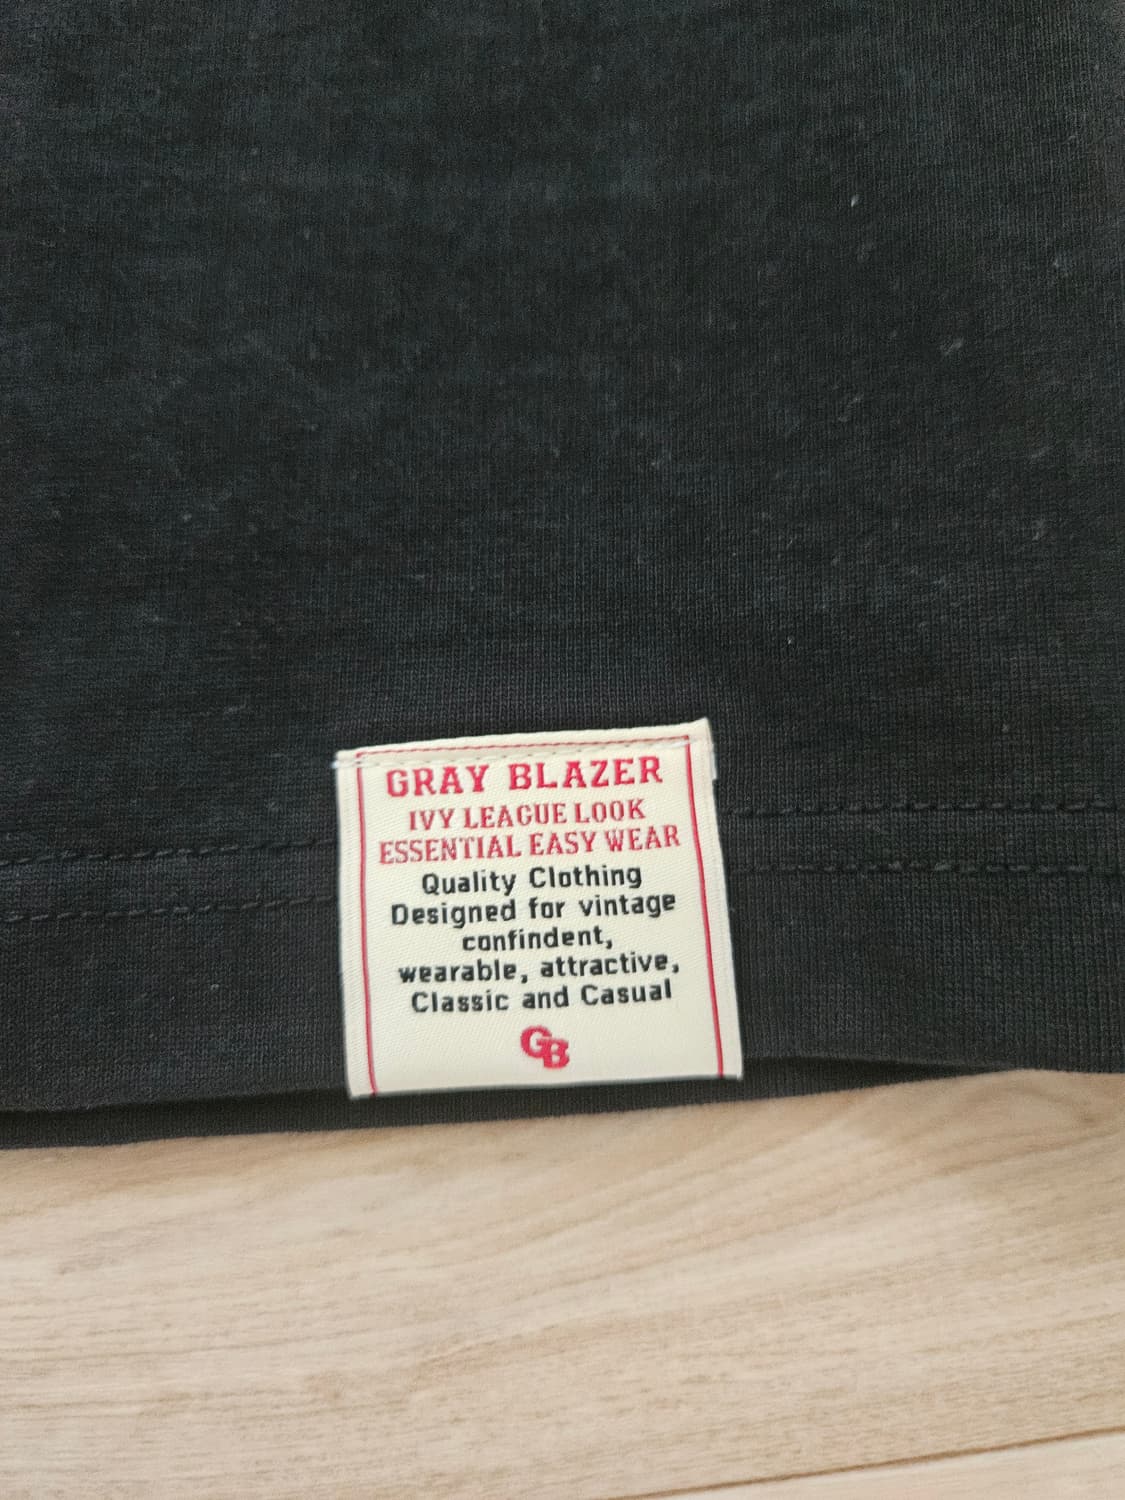 GRAY BLAZER
IVY LEAGUE LOOK
ESSENTIAL EASY WEAR
Quality Clothing
Designed for vintage
confindent,
wearable, attractive,
Classic and Casual
GB